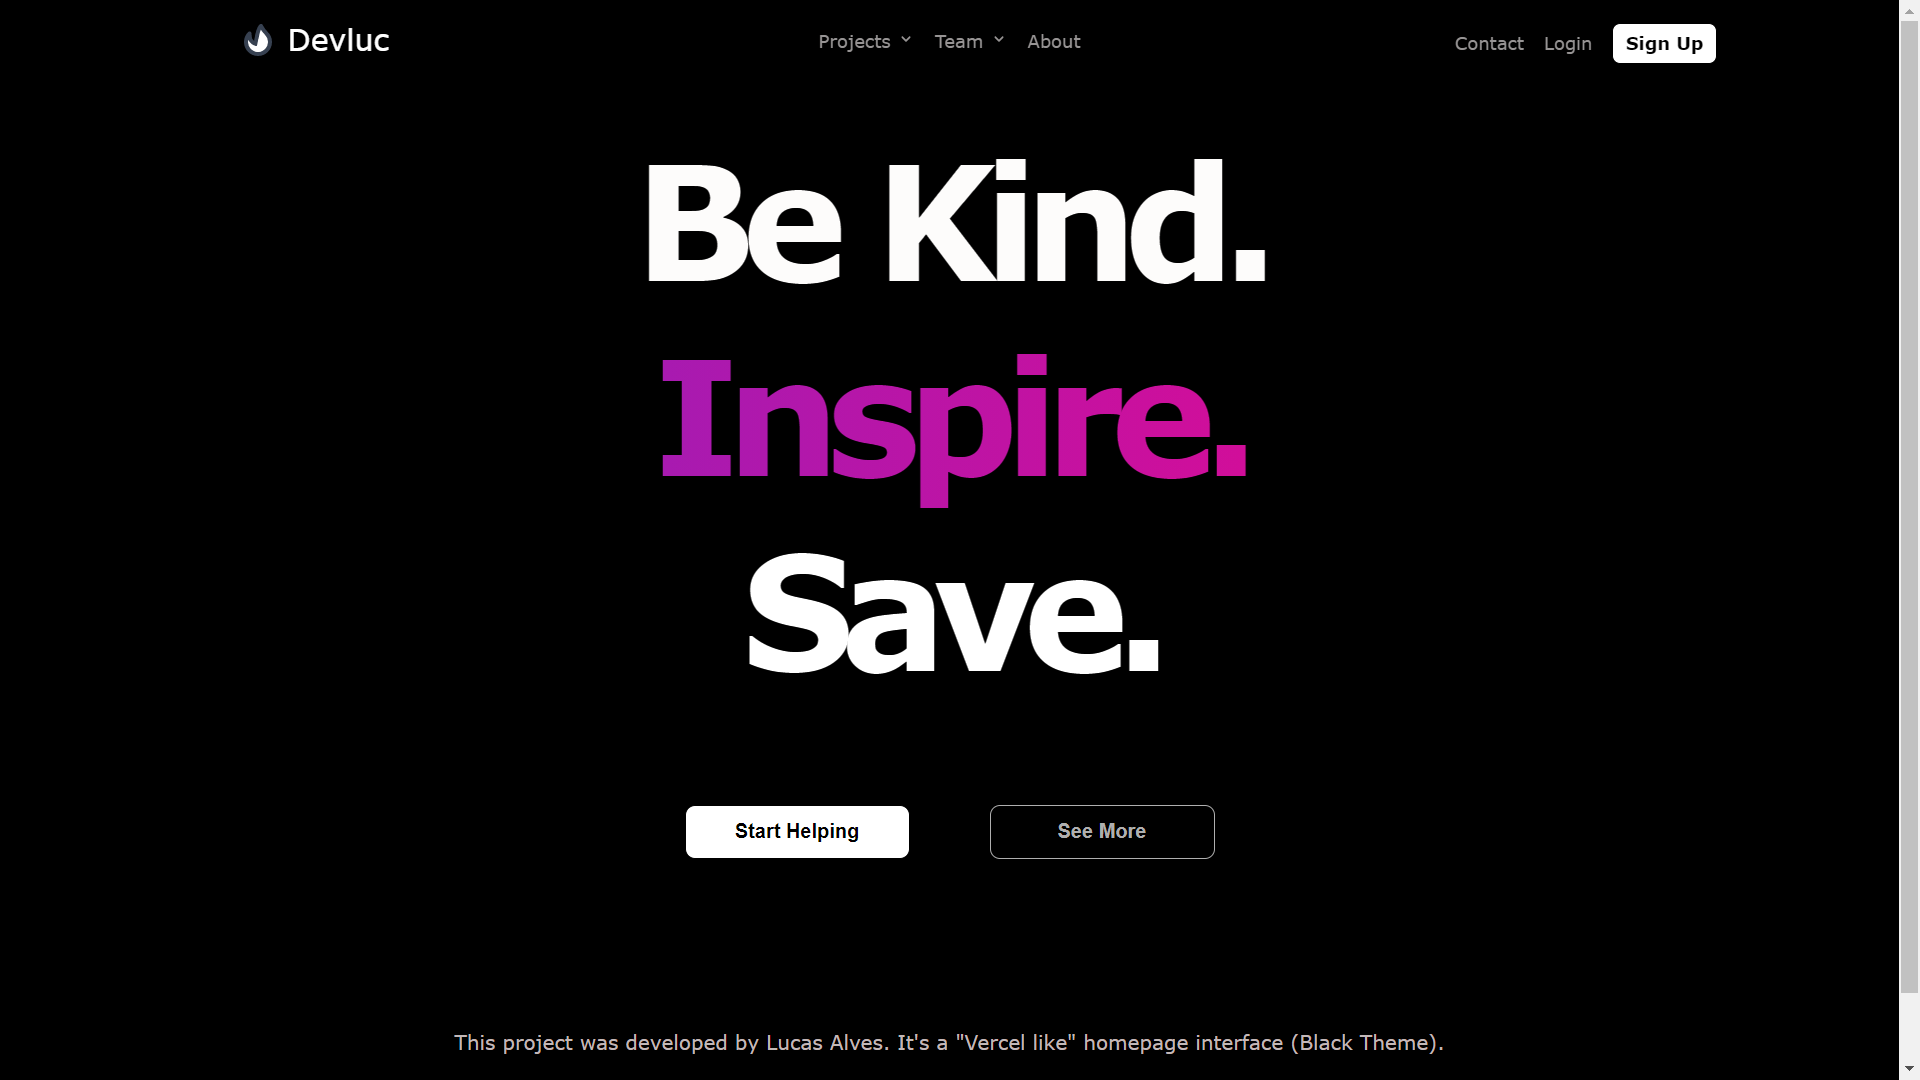 Devluc
Projects Team About
Contact Login Sign Up
Be Kind.
Inspire.
Save.
Start Helping
See More
This project was developed by Lucas Alves. It's a "Vercel like" homepage interface (Black Theme).